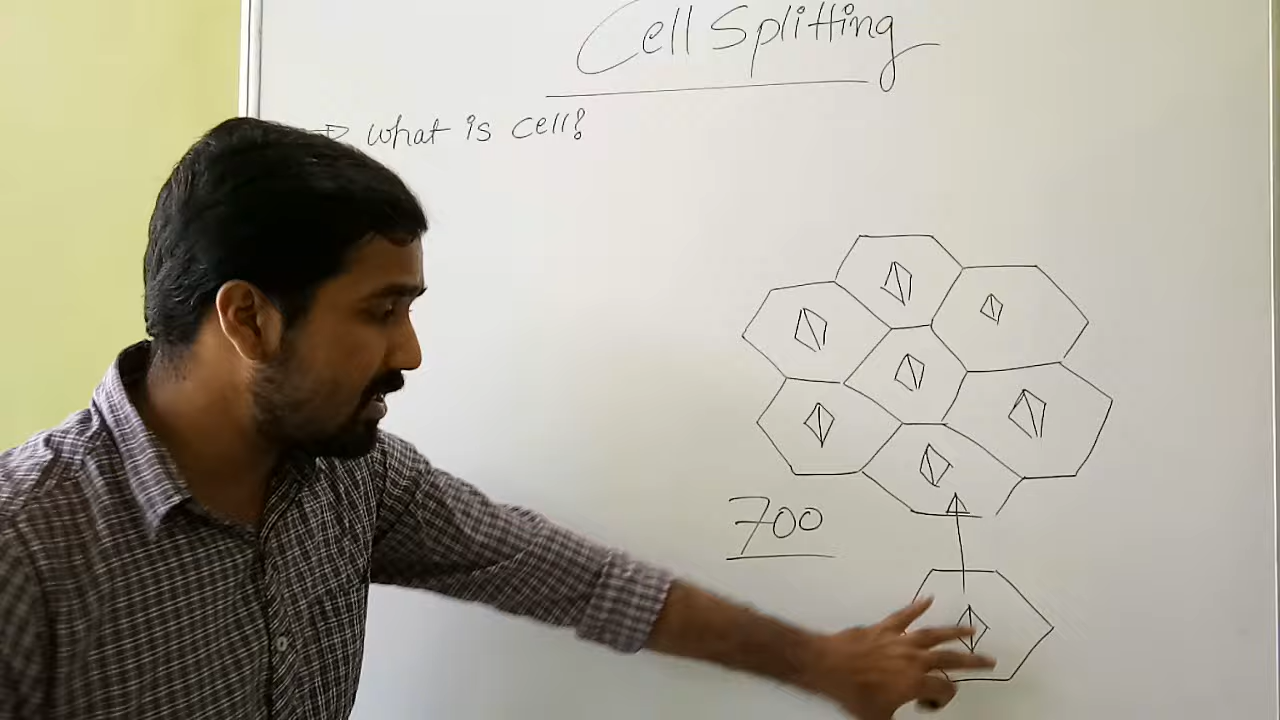 Cell Splitting
→ What is cell?
700